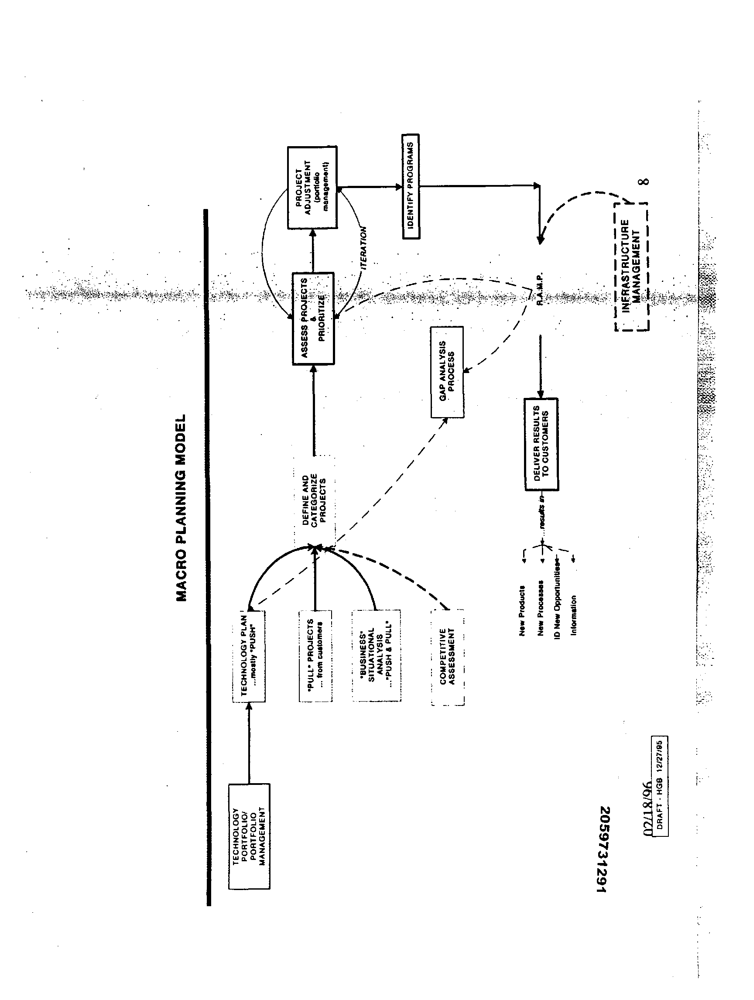 MACRO PLANNING MODEL
TECHNOLOGY
PORTFOLIO/
PORTFOLIO
MANAGEMENT
TECHNOLOGY PLAN
...mostly "PUSH"
"PULL" PROJECTS
... from customers
"BUSINESS"
SITUATIONAL
ANALYSIS
..."PUSH & PULL"
COMPETITIVE
ASSESSMENT
DEFINE AND
CATEGORIZE
PROJECTS
ASSESS PROJECTS
&
PRIORITIZE
PROJECT
ADJUSTMENT
(portfolio
management)
ITERATION
IDENTIFY PROGRAMS
GAP ANALYSIS
PROCESS
R.A.M.P.
DELIVER RESULTS
TO CUSTOMERS
...results in
New Products
New Processes
ID New Opportunities
Information
INFRASTRUCTURE
MANAGEMENT
8
2059731291
02/18/96
DRAFT - HGB 12/27/95